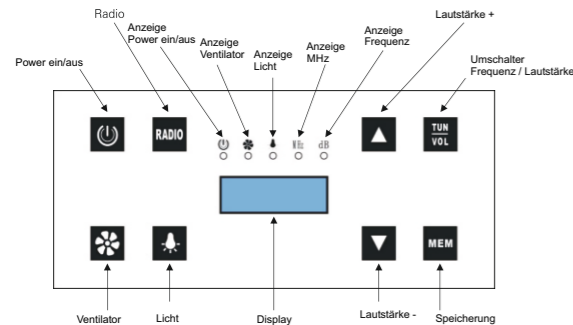 Radio
Lautstärke +
Anzeige
Power ein/aus
Anzeige
Ventilator
Anzeige
Licht
Anzeige
MHz
Anzeige
Frequenz
Power ein/aus
Umschalter
Frequenz / Lautstärke
RADIO
MHz
dB
TUN
VOL
MEM
Ventilator
Licht
Display
Lautstärke -
Speicherung